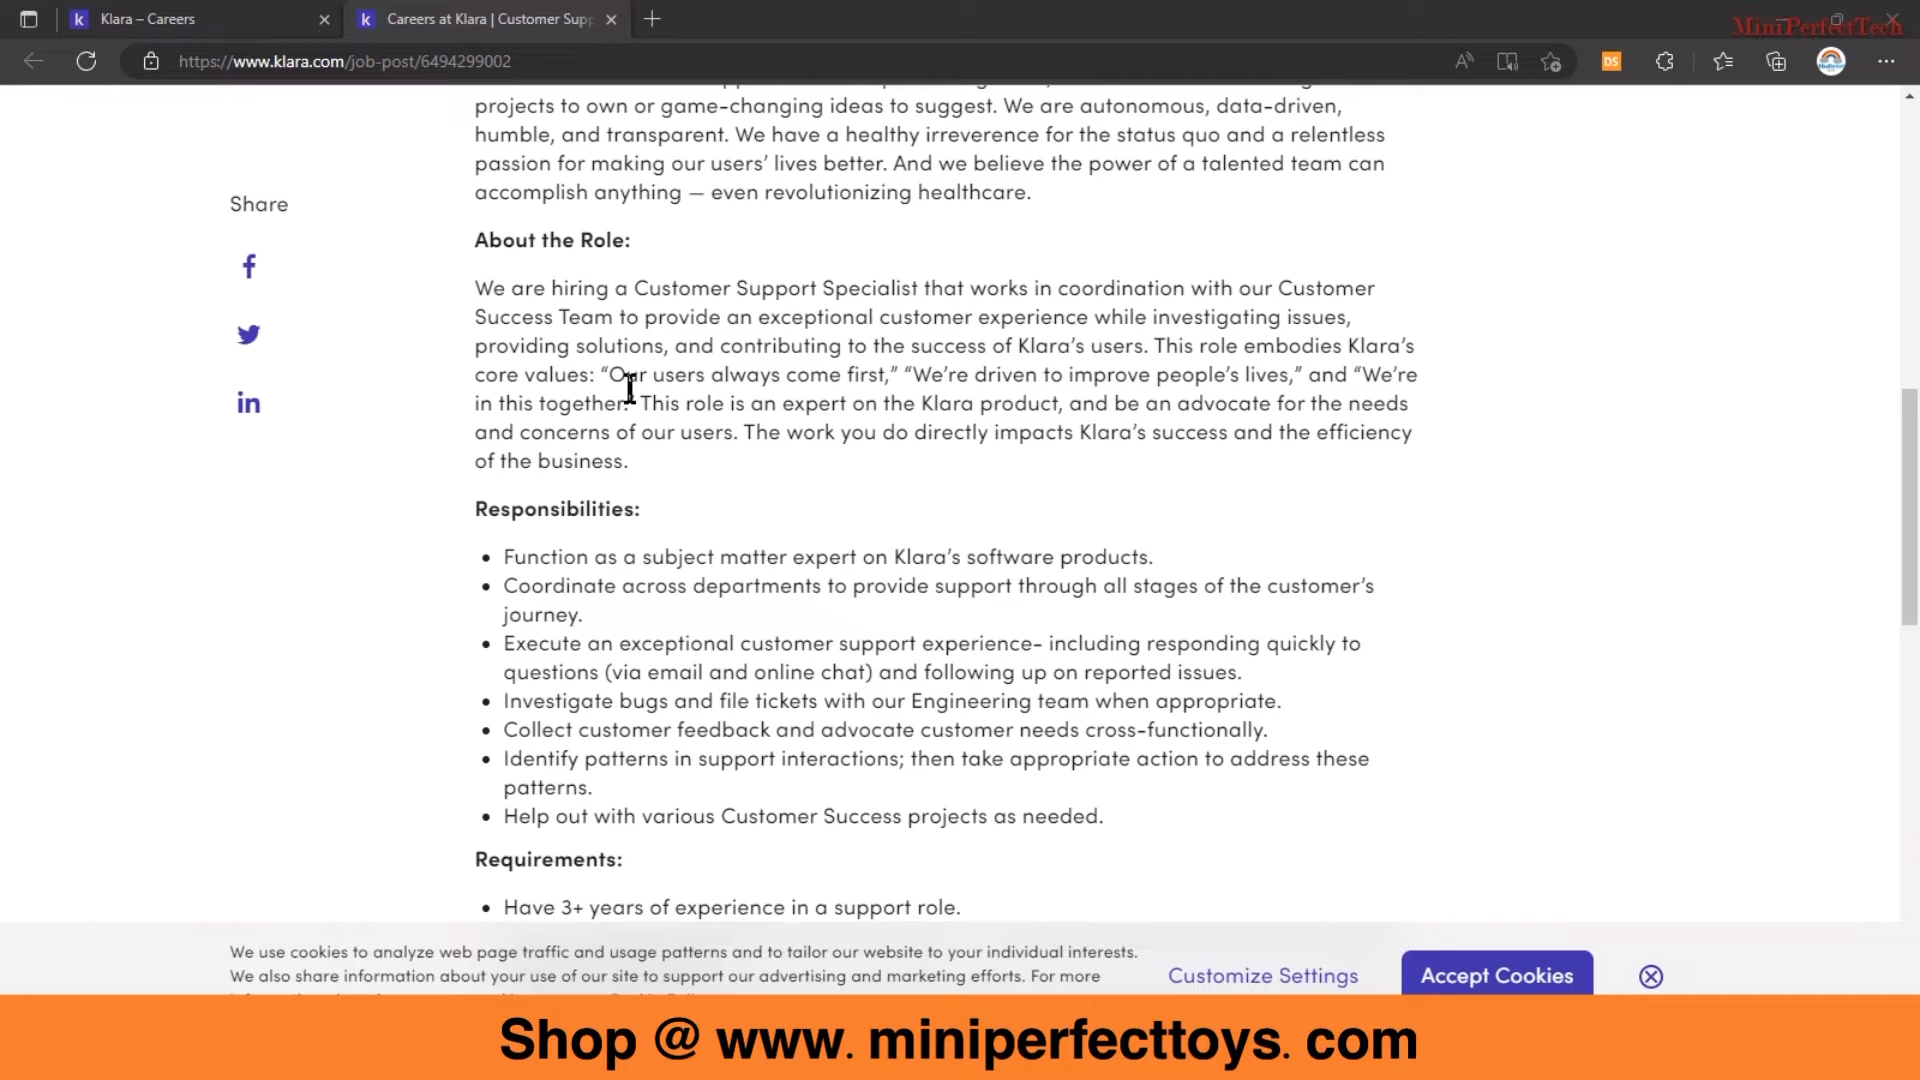 Klara – Careers
Careers at Klara | Customer Supp
MiniPerfectTech
https://www.klara.com/job-post/6494299002
DS
projects to own or game-changing ideas to suggest. We are autonomous, data-driven,
humble, and transparent. We have a healthy irreverence for the status quo and a relentless
passion for making our users’ lives better. And we believe the power of a talented team can
accomplish anything — even revolutionizing healthcare.
Share
About the Role:
We are hiring a Customer Support Specialist that works in coordination with our Customer
Success Team to provide an exceptional customer experience while investigating issues,
providing solutions, and contributing to the success of Klara’s users. This role embodies Klara’s
core values: “Our users always come first,” “We’re driven to improve people’s lives,” and “We’re
in this together.” This role is an expert on the Klara product, and be an advocate for the needs
and concerns of our users. The work you do directly impacts Klara’s success and the efficiency
of the business.
Responsibilities:
• Function as a subject matter expert on Klara’s software products.
• Coordinate across departments to provide support through all stages of the customer’s
journey.
• Execute an exceptional customer support experience- including responding quickly to
questions (via email and online chat) and following up on reported issues.
• Investigate bugs and file tickets with our Engineering team when appropriate.
• Collect customer feedback and advocate customer needs cross-functionally.
• Identify patterns in support interactions; then take appropriate action to address these
patterns.
• Help out with various Customer Success projects as needed.
Requirements:
• Have 3+ years of experience in a support role.
We use cookies to analyze web page traffic and usage patterns and to tailor our website to your individual interests.
We also share information about your use of our site to support our advertising and marketing efforts. For more
Customize Settings
Accept Cookies
Shop @ www. miniperfecttoys. com